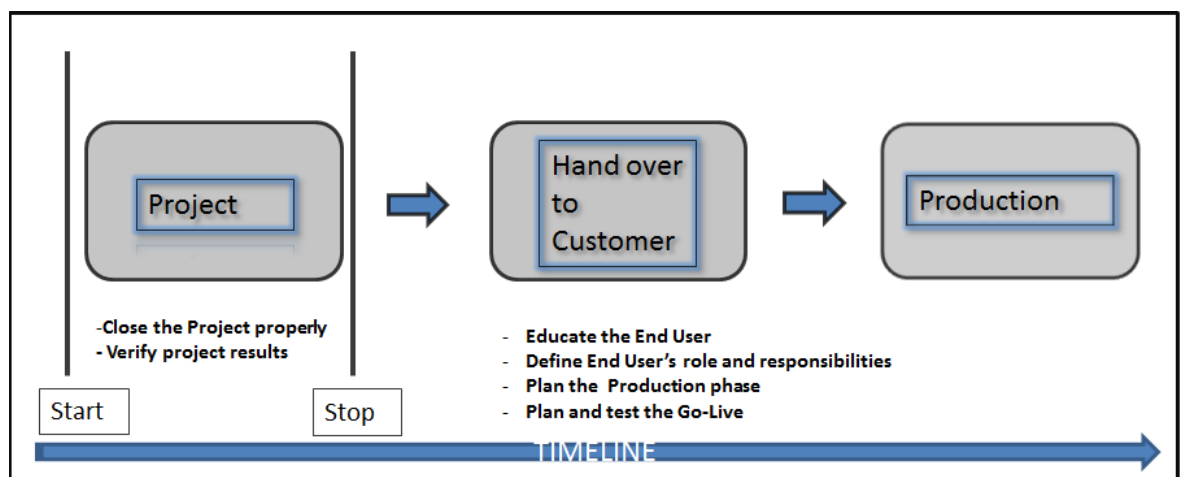 Project
Hand over
to
Customer
Production
-Close the Project properly
- Verify project results
- Educate the End User
- Define End User's role and responsibilities
- Plan the Production phase
- Plan and test the Go-Live
Start
Stop
TIMELINE